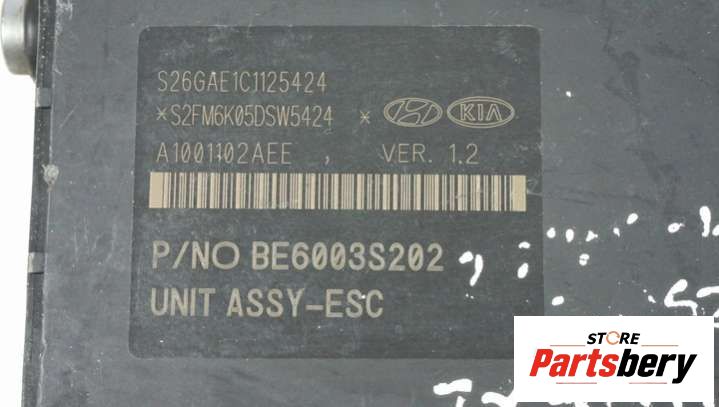 S26GAE1C1125424
*S2FM6K05DSW5424 * KIA
A1001102AEE , VER. 1.2
P/NO BE6003S202
UNIT ASSY-ESC
STORE
Partsbery